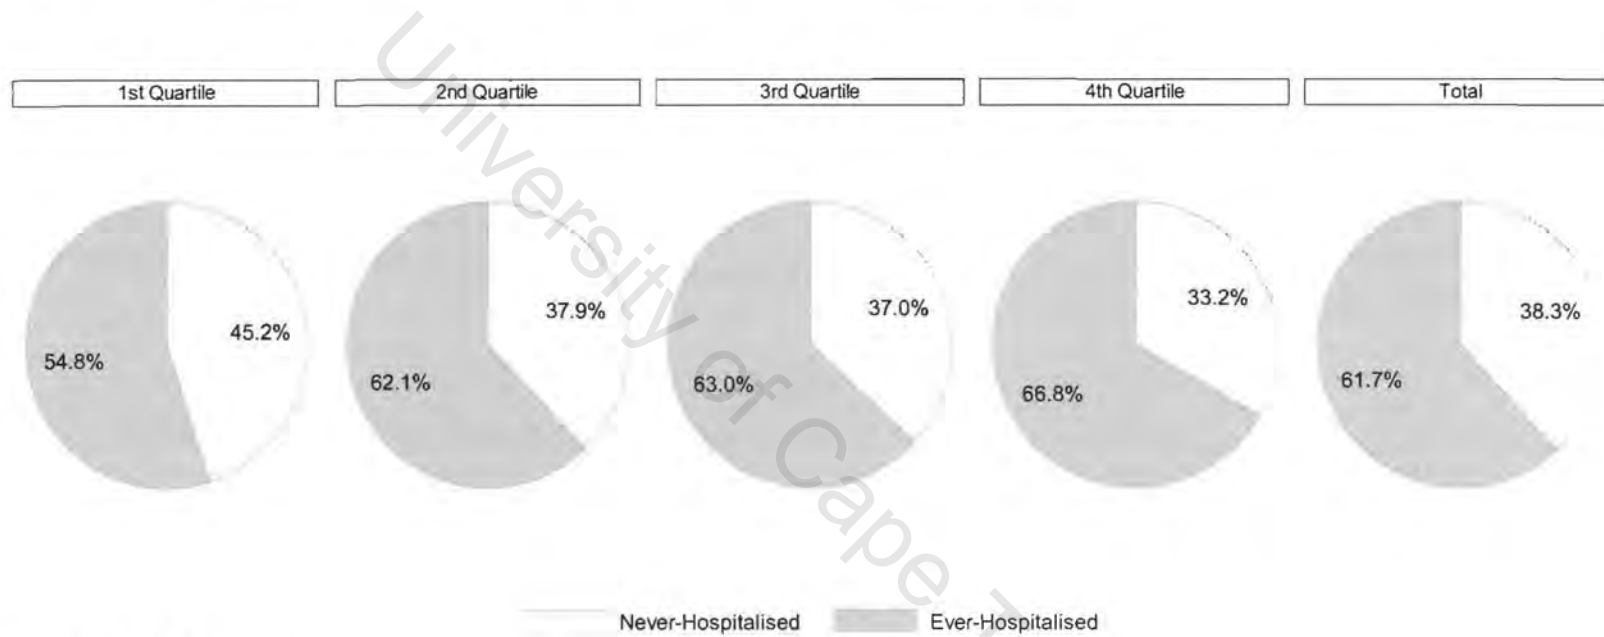 1st Quartile 2nd Quartile 3rd Quartile 4th Quartile Total
45.2% 54.8%
37.9% 62.1%
37.0% 63.0%
33.2% 66.8%
38.3% 61.7%
Never-Hospitalised Ever-Hospitalised
University of Cape T